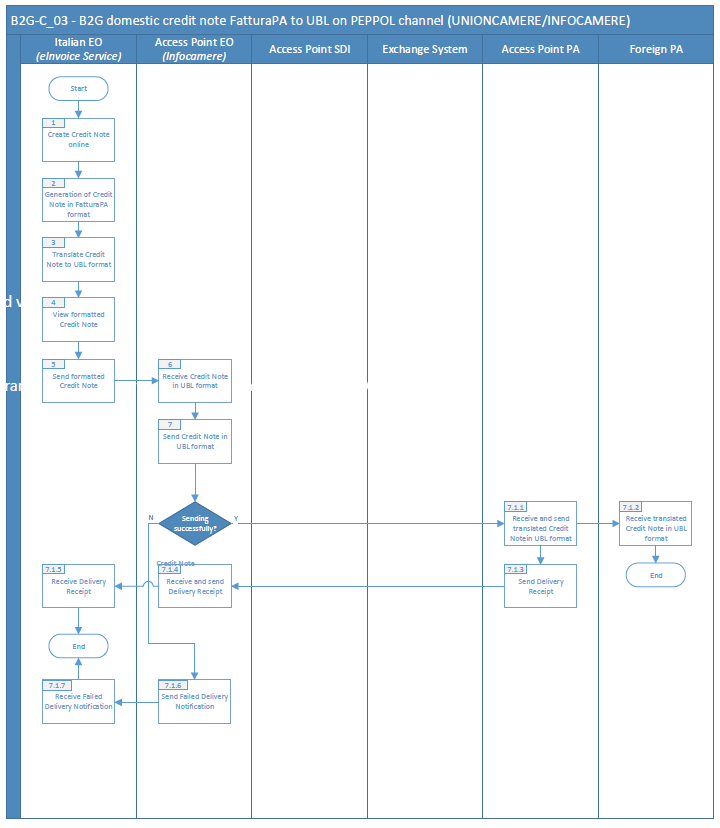 B2G-C_03 - B2G domestic credit note FatturaPA to UBL on PEPPOL channel (UNIONCAMERE/INFOCAMERE)
Italian EO
(eInvoice Service)
Access Point EO
(Infocamere)
Access Point SDI
Exchange System
Access Point PA
Foreign PA
Start
1
Create Credit Note
online
2
Generation of Credit
Note in FatturaPA
format
3
Translate Credit
Note to UBL format
d v
4
View formatted
Credit Note
5
Send formatted
Credit Note
6
Receive Credit Note
in UBL format
7
Send Credit Note in
UBL format
N
Sending
successfully?
Y
7.1.1
Receive and send
translated Credit
Notein UBL format
7.1.2
Receive translated
Credit Note in UBL
format
7.1.5
Receive Delivery
Receipt
Credit Note
7.1.4
Receive and send
Delivery Receipt
7.1.3
Send Delivery
Receipt
End
End
7.1.7
Receive Failed
Delivery Notification
7.1.6
Send Failed Delivery
Notification